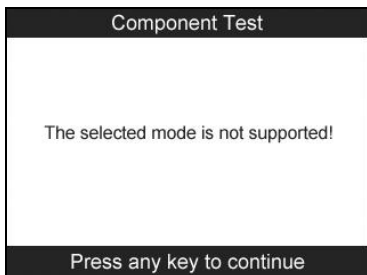 Component Test
The selected mode is not supported!
Press any key to continue